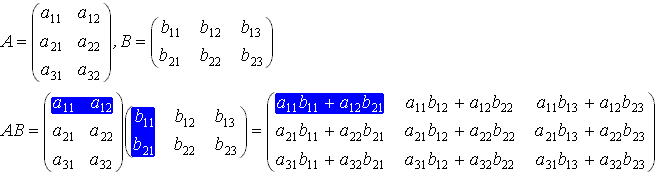 A = ( a₁₁ a₁₂ ) , B = ( b₁₁ b₁₂ b₁₃ )
a₂₁ a₂₂ b₂₁ b₂₂ b₂₃
a₃₁ a₃₂
AB = ( a₁₁ a₁₂ ) ( b₁₁ b₁₂ b₁₃ ) = ( a₁₁b₁₁ + a₁₂b₂₁ a₁₁b₁₂ + a₁₂b₂₂ a₁₁b₁₃ + a₁₂b₂₃ )
a₂₁ a₂₂ b₂₁ b₂₂ b₂₃ a₂₁b₁₁ + a₂₂b₂₁ a₂₁b₁₂ + a₂₂b₂₂ a₂₁b₁₃ + a₂₂b₂₃
a₃₁ a₃₂ a₃₁b₁₁ + a₃₂b₂₁ a₃₁b₁₂ + a₃₂b₂₂ a₃₁b₁₃ + a₃₂b₂₃